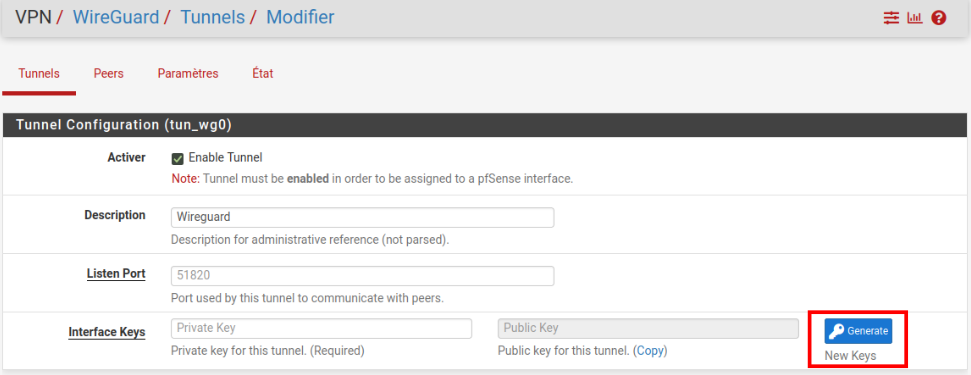 VPN / WireGuard / Tunnels / Modifier
Tunnels Peers Paramètres État
Tunnel Configuration (tun_wg0)
Activer Enable Tunnel
Note: Tunnel must be enabled in order to be assigned to a pfSense interface.
Description Wireguard
Description for administrative reference (not parsed).
Listen Port 51820
Port used by this tunnel to communicate with peers.
Interface Keys Private Key Public Key Generate
Private key for this tunnel. (Required) Public key for this tunnel. (Copy) New Keys